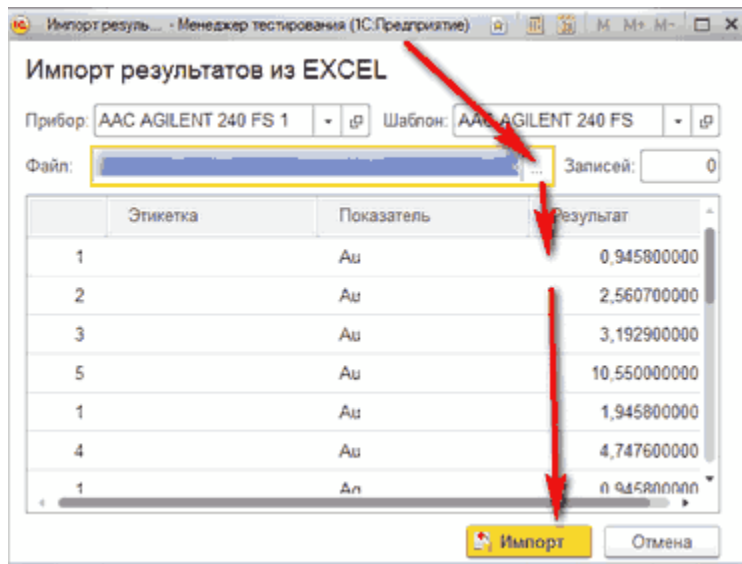 Импорт резуль... - Менеджер тестирования (1С:Предприятие) M M+ M-
Импорт результатов из EXCEL
Прибор: AAC AGILENT 240 FS 1 Шаблон: AAC AGILENT 240 FS
Файл: ... Записей: 0
Этикетка Показатель Результат
1 Au 0,945800000
2 Au 2,560700000
3 Au 3,192900000
5 Au 10,550000000
1 Au 1,945800000
4 Au 4,747600000
1 Ag 0,945800000
Импорт Отмена